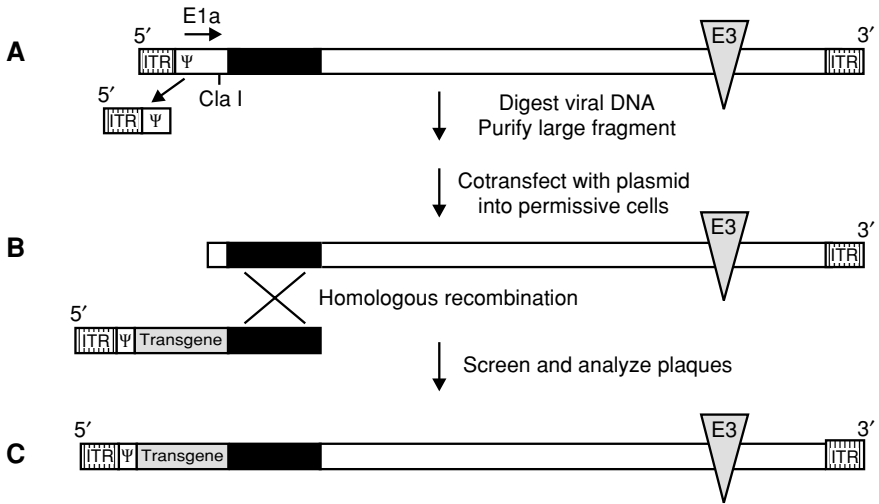 E1a
5′
E3
3′
A
ITR Ψ
ITR
5′
Cla I
ITR Ψ
Digest viral DNA
Purify large fragment
Cotransfect with plasmid
into permissive cells
E3
3′
B
ITR
Homologous recombination
5′
ITR Ψ Transgene
Screen and analyze plaques
5′
E3
3′
C
ITR Ψ Transgene
ITR